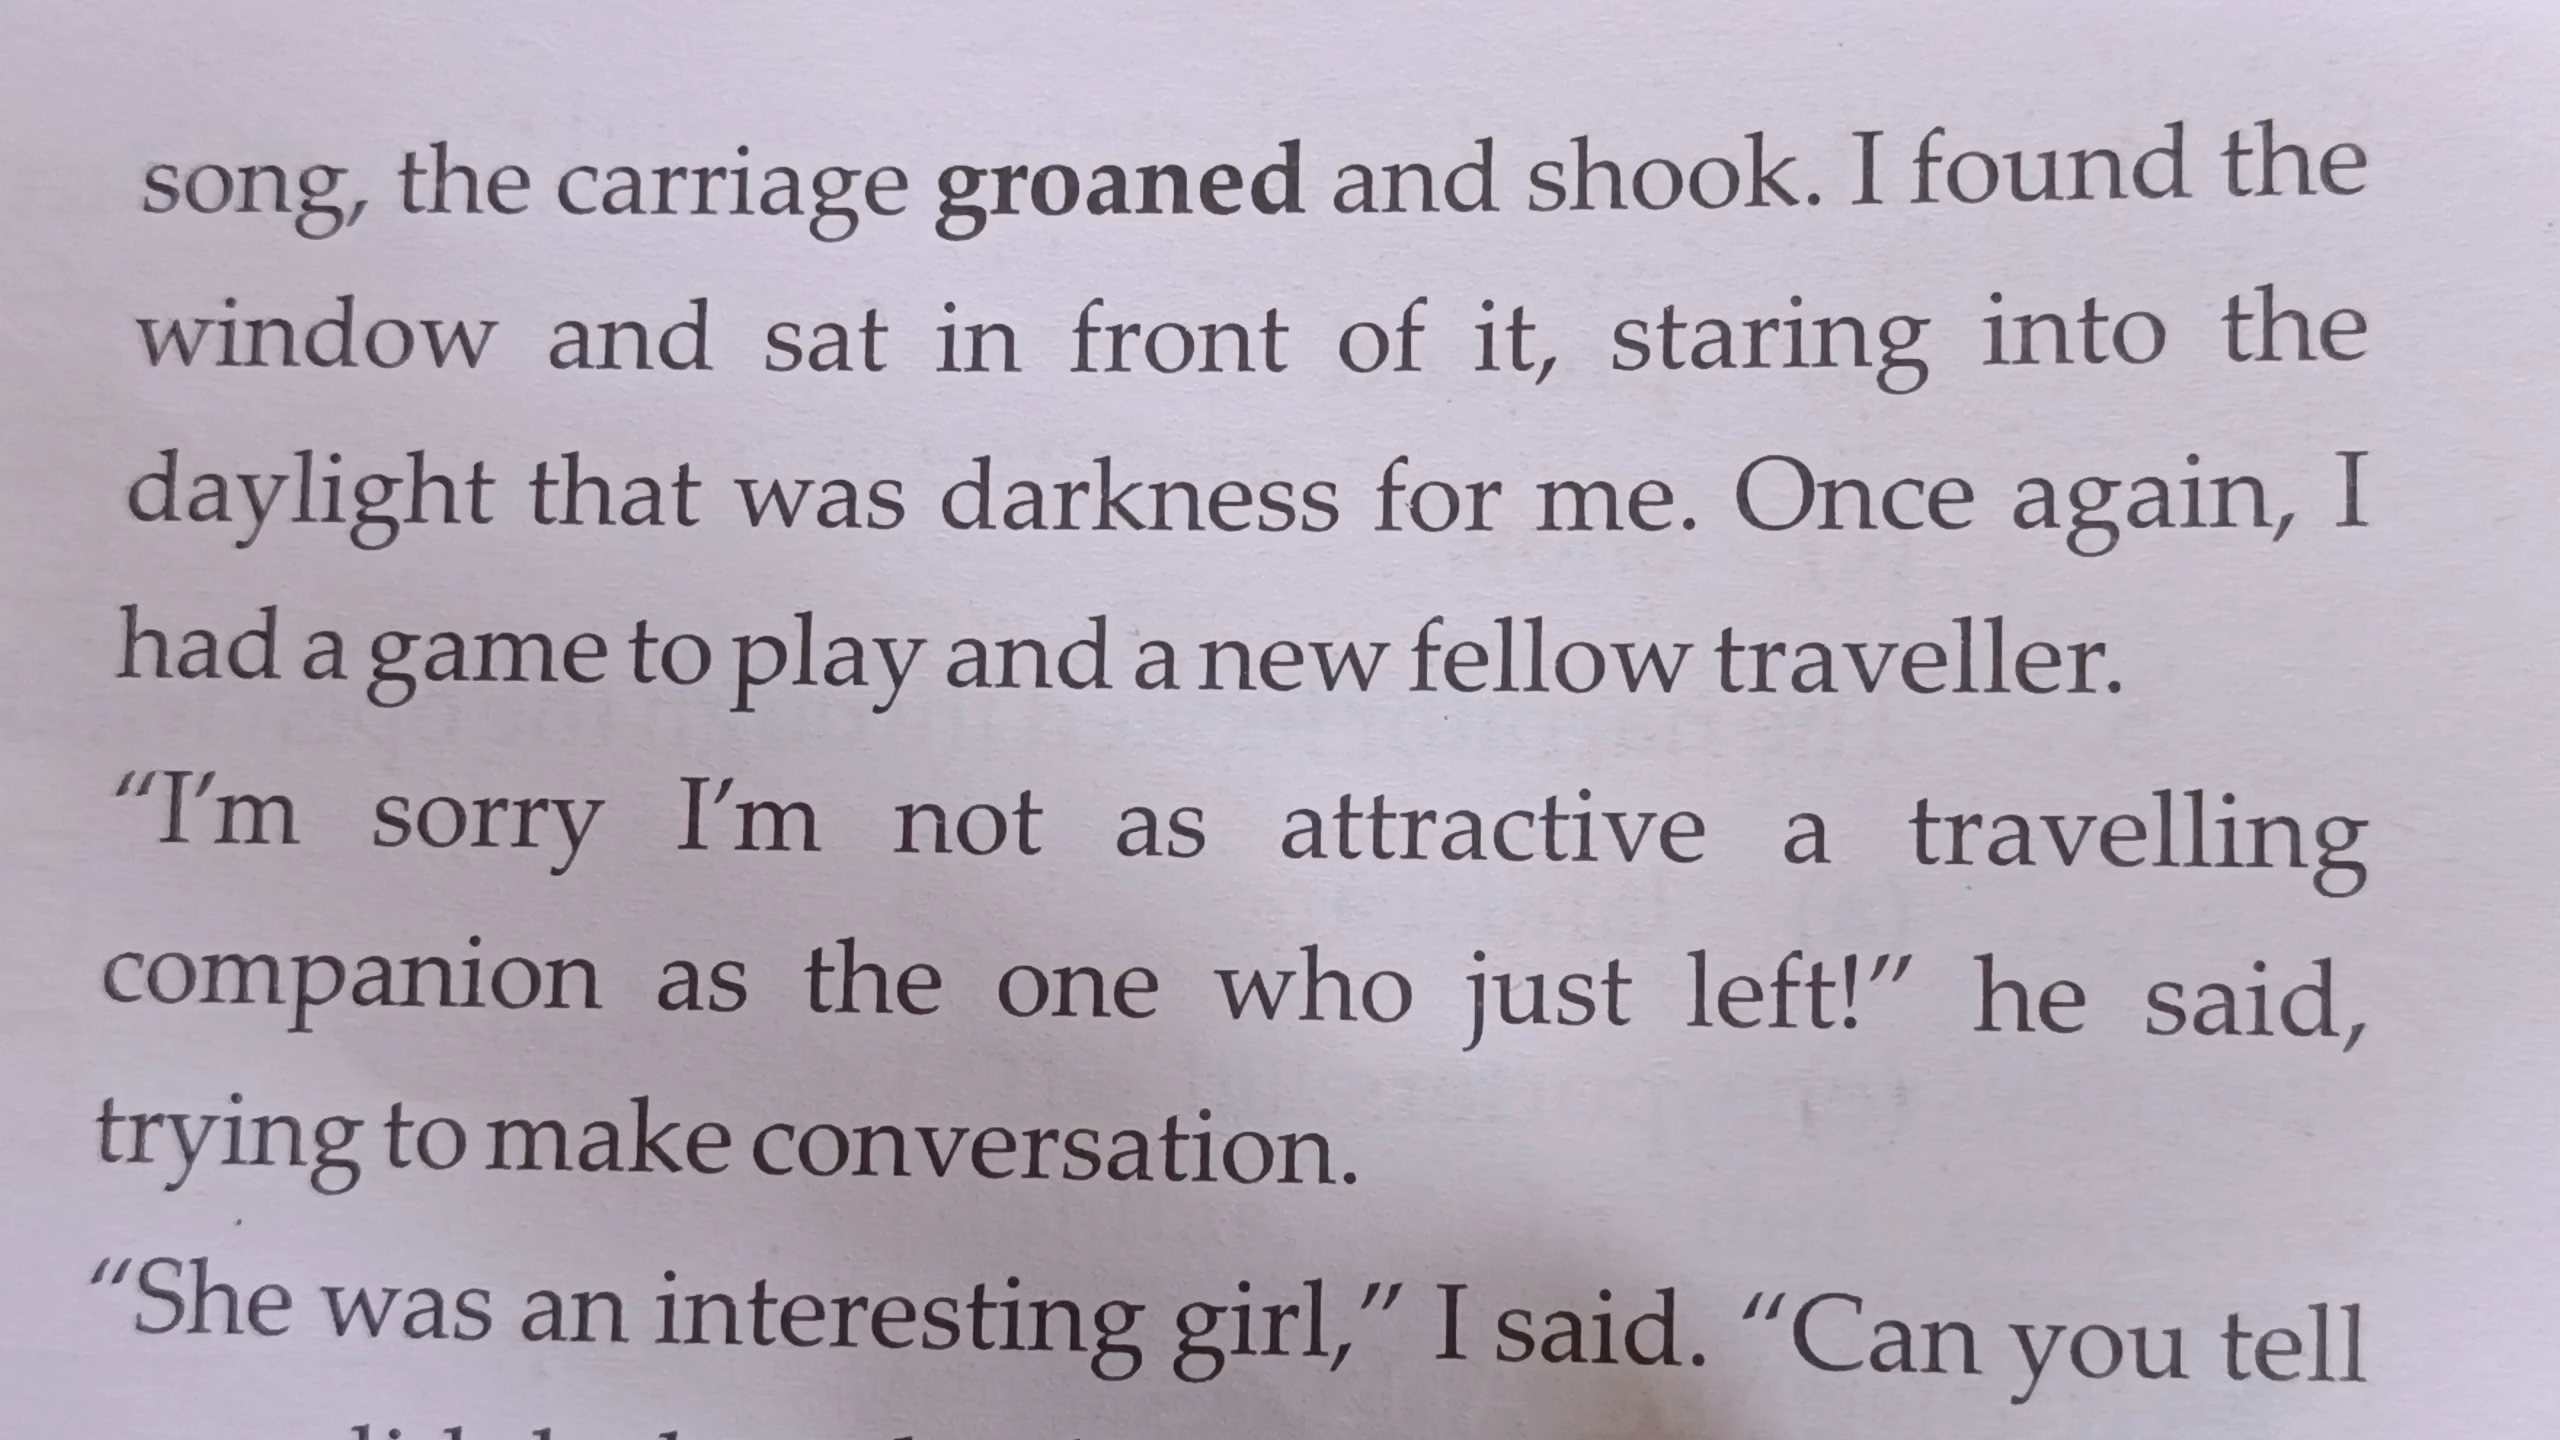 song, the carriage groaned and shook. I found the
window and sat in front of it, staring into the
daylight that was darkness for me. Once again, I
had a game to play and a new fellow traveller.
"I'm sorry I'm not as attractive a travelling
companion as the one who just left!" he said,
trying to make conversation.
"She was an interesting girl," I said. "Can you tell